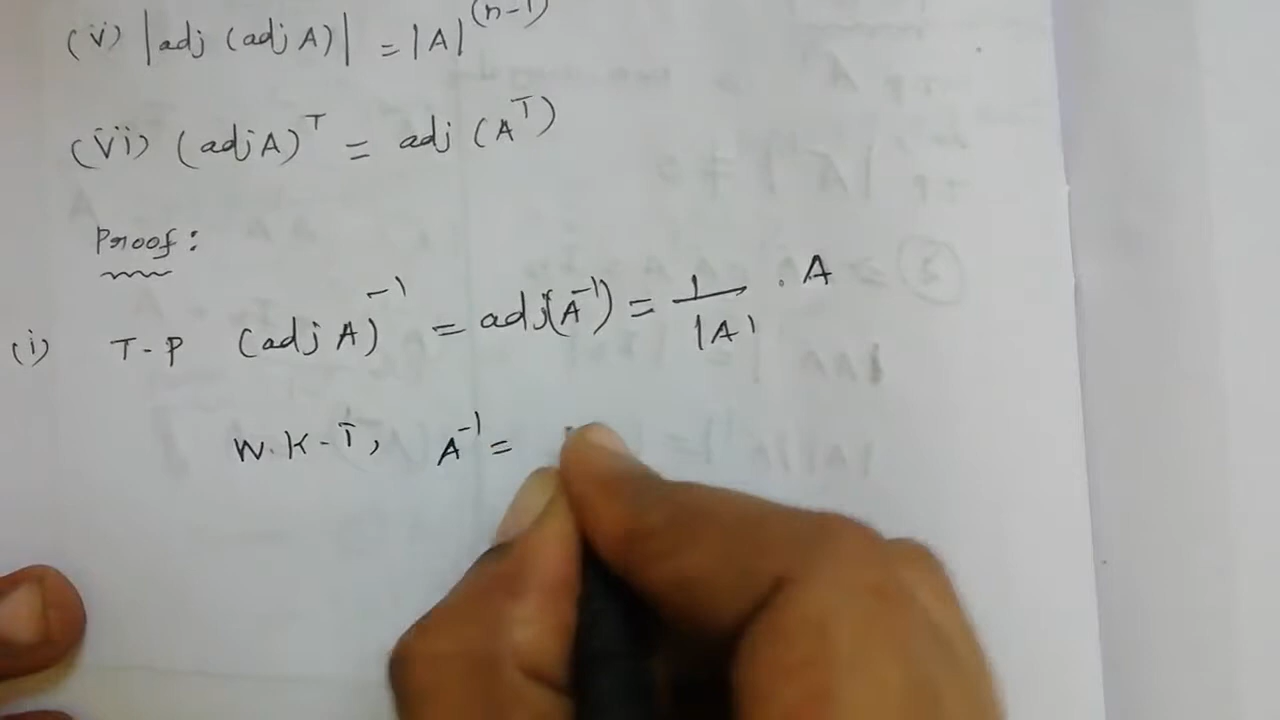 (v) |adj (adj A)| = |A|^(n-1)
(vi) (adj A)^T = adj (A^T)
Proof :
(i) T-P (adj A)^-1 = adj(A^-1) = 1/|A| . A
W.K-T, A^-1 =